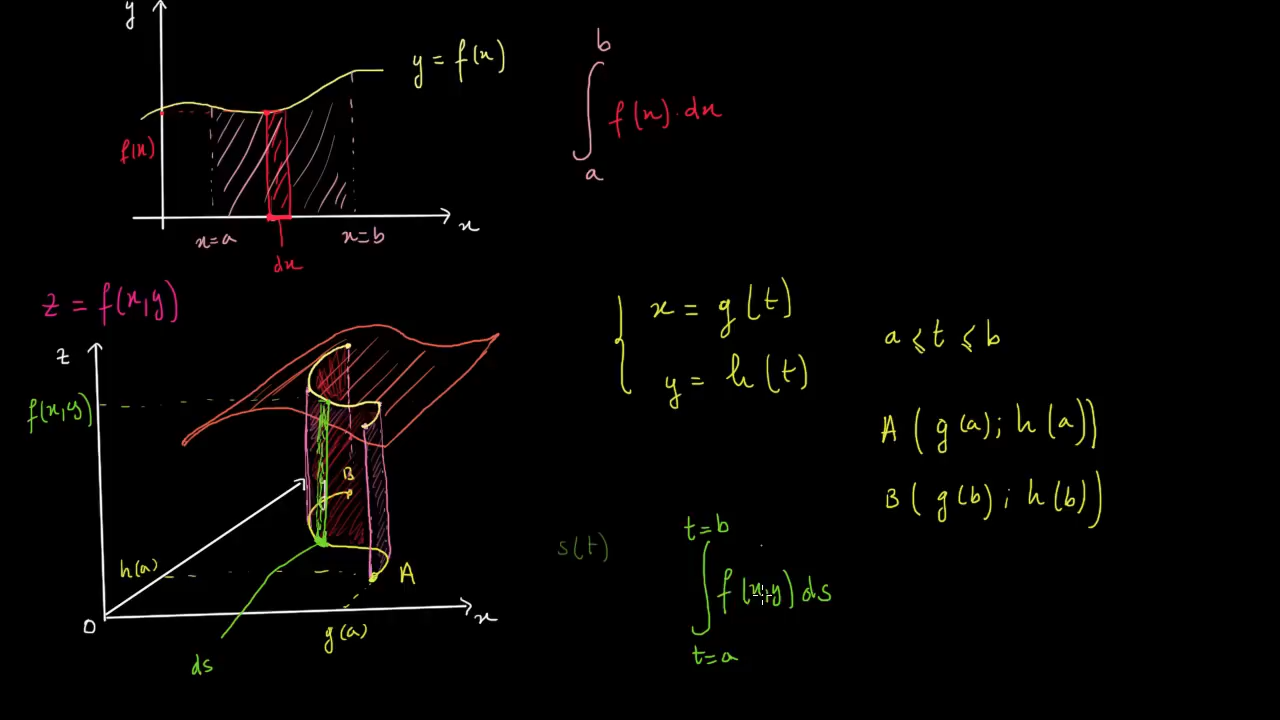 y
y = f(x)
f(x)
x=a
x=b
x
dx
b
∫ f(x) · dx
a
z = f(x,y)
z
f(x,y)
B
h(a)
A
O
g(a)
x
ds
{ x = g(t)
y = h(t)
a ⩽ t ⩽ b
A ( g(a) ; h(a) )
B ( g(b) ; h(b) )
s(t)
t=b
∫ f(x,y) ds
t=a